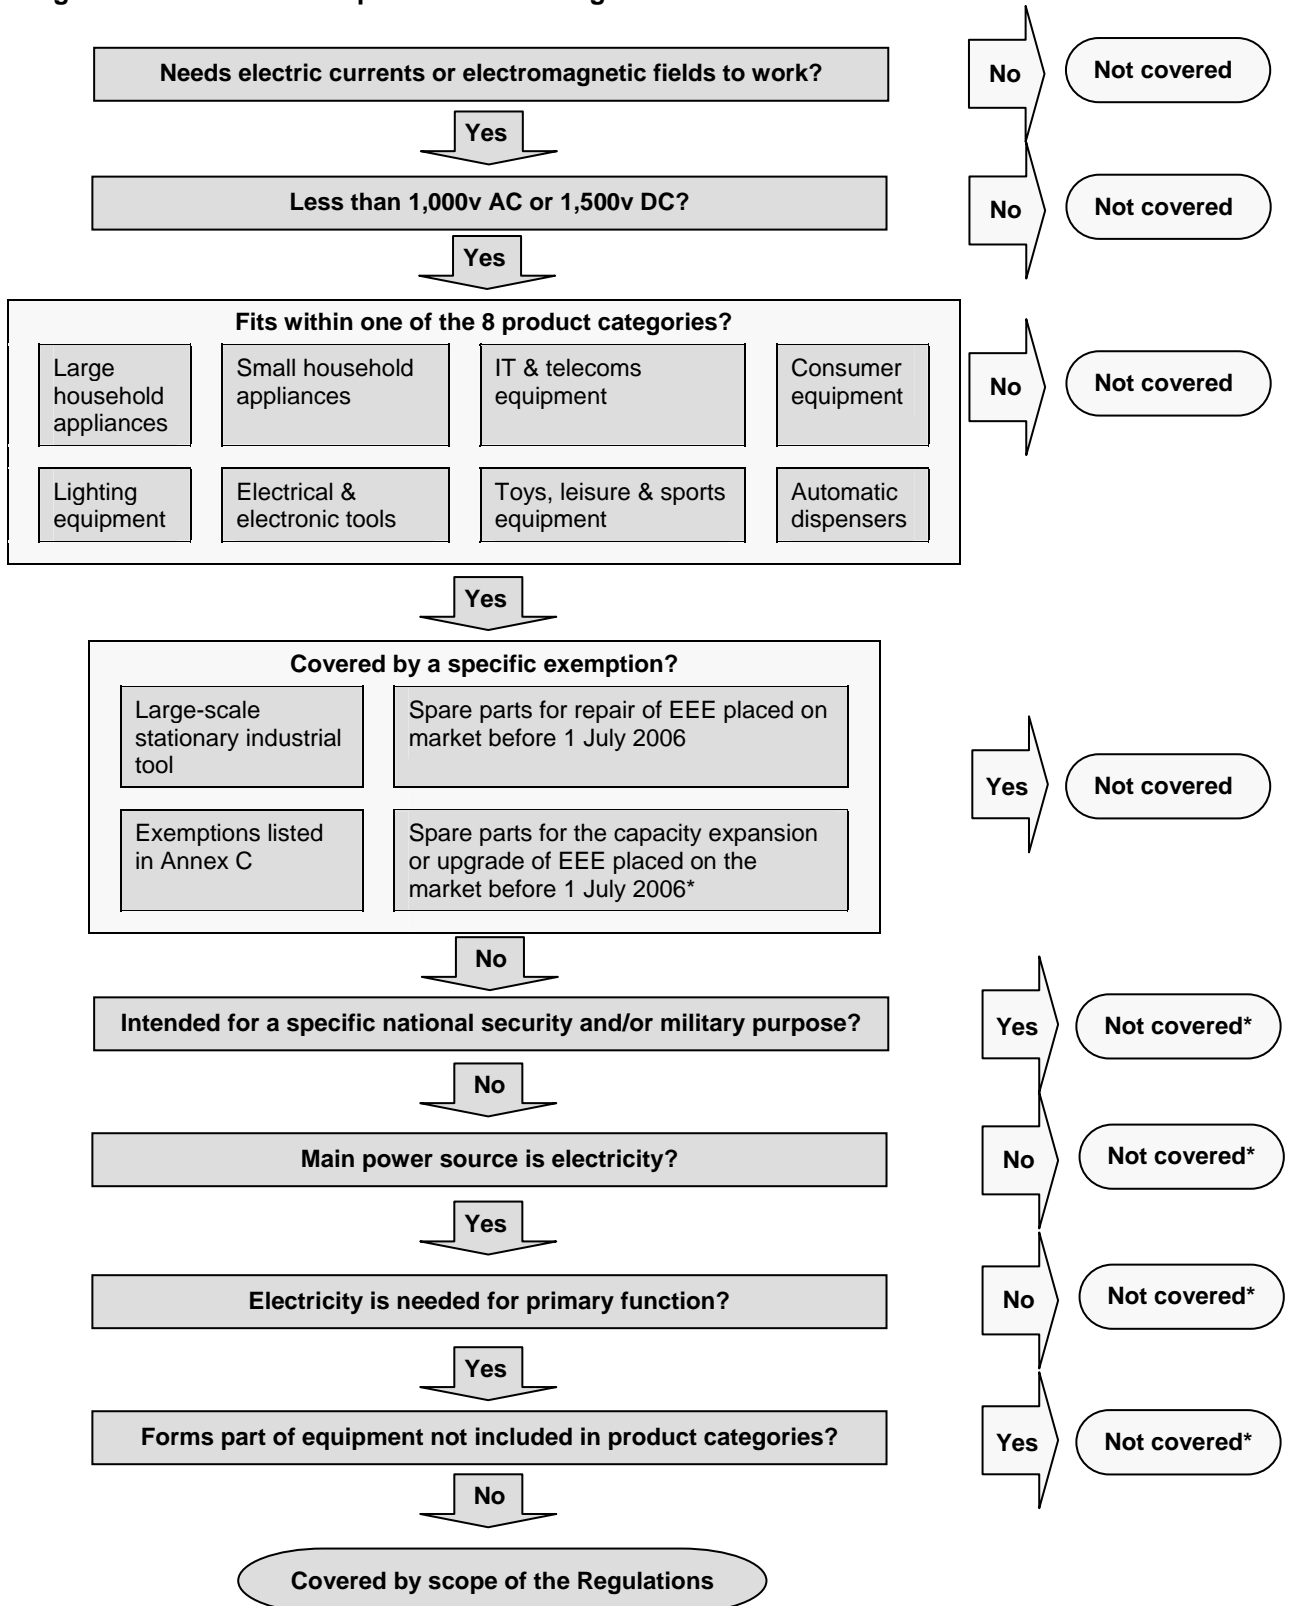 Needs electric currents or electromagnetic fields to work?
No
Not covered
Yes
Less than 1,000v AC or 1,500v DC?
No
Not covered
Yes
Fits within one of the 8 product categories?
Large
household
appliances
Small household
appliances
IT & telecoms
equipment
Consumer
equipment
No
Not covered
Lighting
equipment
Electrical &
electronic tools
Toys, leisure & sports
equipment
Automatic
dispensers
Yes
Covered by a specific exemption?
Large-scale
stationary industrial
tool
Spare parts for repair of EEE placed on
market before 1 July 2006
Yes
Not covered
Exemptions listed
in Annex C
Spare parts for the capacity expansion
or upgrade of EEE placed on the
market before 1 July 2006*
No
Intended for a specific national security and/or military purpose?
Yes
Not covered*
No
Main power source is electricity?
No
Not covered*
Yes
Electricity is needed for primary function?
No
Not covered*
Yes
Forms part of equipment not included in product categories?
Yes
Not covered*
No
Covered by scope of the Regulations